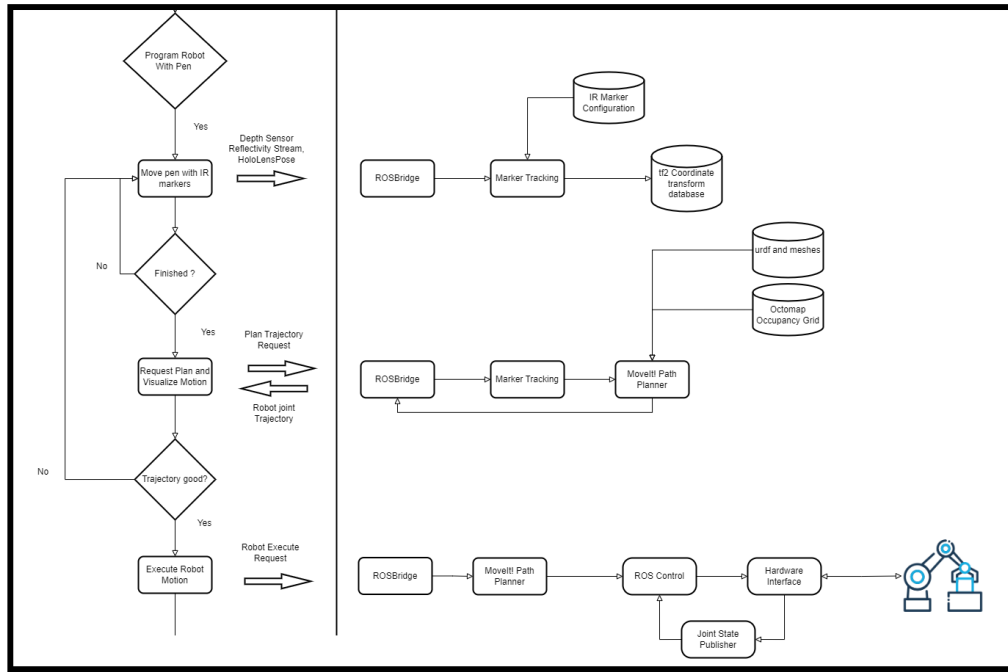 Program Robot
With Pen
Yes
Depth Sensor
Reflectivity Stream,
HoloLensPose
Move pen with IR
markers
No
Finished ?
Yes
Plan Trajectory
Request
Request Plan and
Visualize Motion
Robot joint
Trajectory
No
Trajectory good?
Yes
Robot Execute
Request
Execute Robot
Motion
IR Marker
Configuration
ROSBridge
Marker Tracking
tf2 Coordinate
transform
database
urdf and meshes
Octomap
Occupancy Grid
ROSBridge
Marker Tracking
MoveIt! Path
Planner
ROSBridge
MoveIt! Path
Planner
ROS Control
Hardware
Interface
Joint State
Publisher